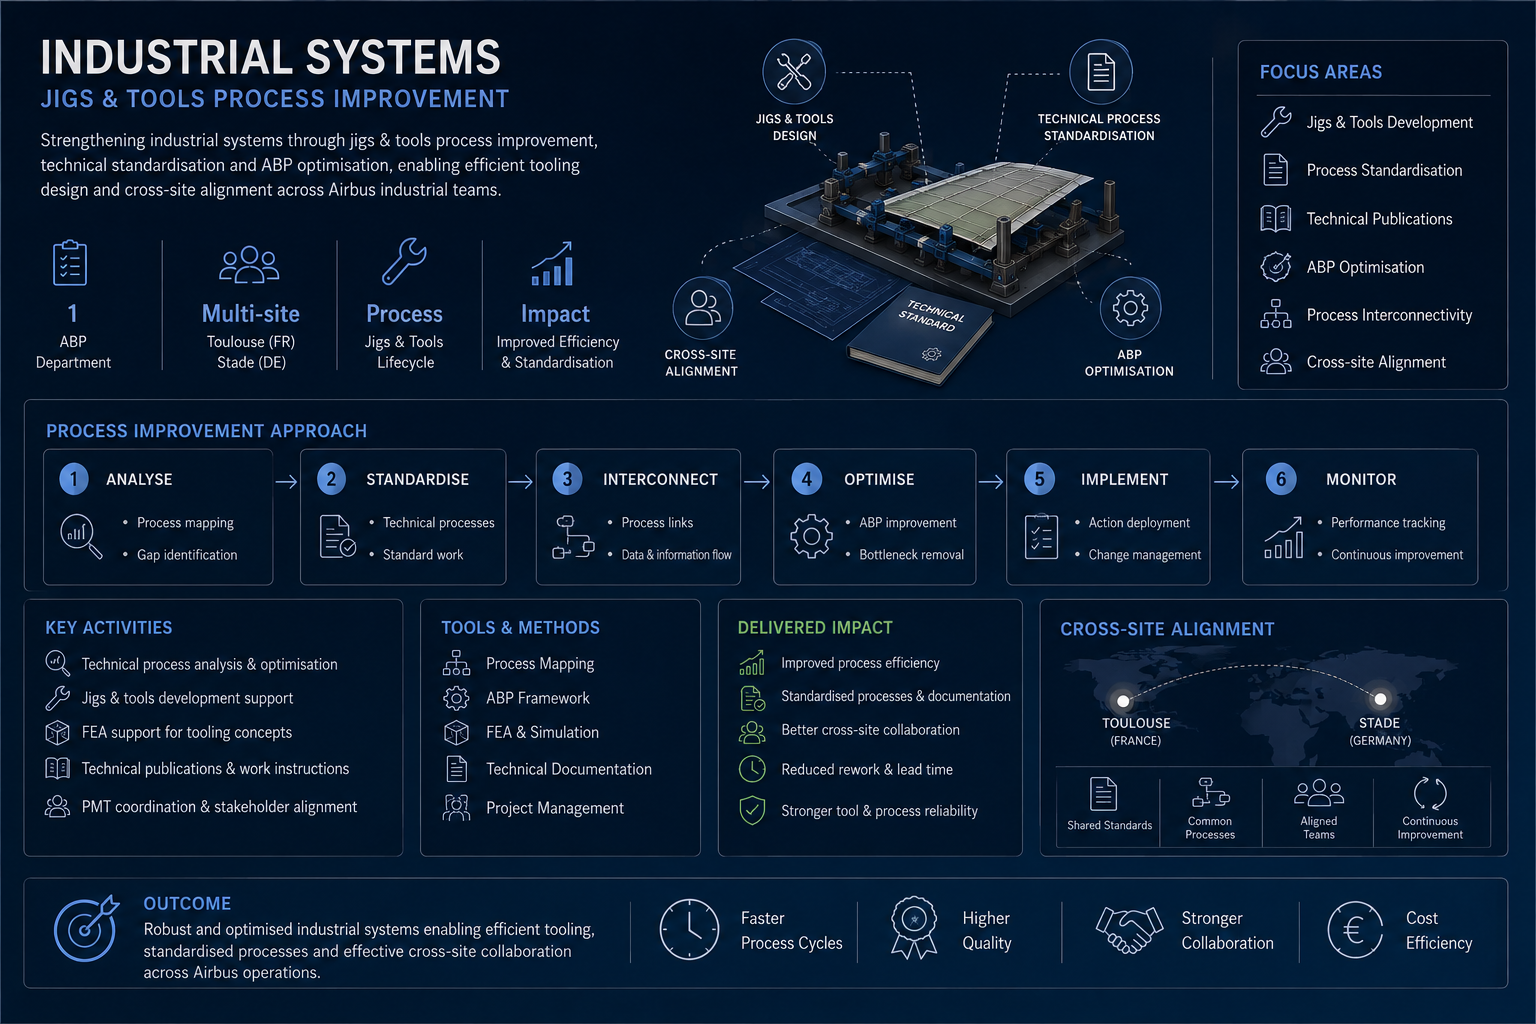 INDUSTRIAL SYSTEMS
JIGS & TOOLS PROCESS IMPROVEMENT
Strengthening industrial systems through jigs & tools process improvement,
technical standardisation and ABP optimisation, enabling efficient tooling
design and cross-site alignment across Airbus industrial teams.
1
ABP
Department
Multi-site
Toulouse (FR)
Stade (DE)
Process
Jigs & Tools
Lifecycle
Impact
Improved Efficiency
& Standardisation
JIGS & TOOLS
DESIGN
TECHNICAL PROCESS
STANDARDISATION
CROSS-SITE
ALIGNMENT
TECHNICAL
STANDARD
ABP
OPTIMISATION
FOCUS AREAS
Jigs & Tools Development
Process Standardisation
Technical Publications
ABP Optimisation
Process Interconnectivity
Cross-site Alignment
PROCESS IMPROVEMENT APPROACH
1 ANALYSE
• Process mapping
• Gap identification
2 STANDARDISE
• Technical processes
• Standard work
3 INTERCONNECT
• Process links
• Data & information flow
4 OPTIMISE
• ABP improvement
• Bottleneck removal
5 IMPLEMENT
• Action deployment
• Change management
6 MONITOR
• Performance tracking
• Continuous improvement
KEY ACTIVITIES
Technical process analysis & optimisation
Jigs & tools development support
FEA support for tooling concepts
Technical publications & work instructions
PMT coordination & stakeholder alignment
TOOLS & METHODS
Process Mapping
ABP Framework
FEA & Simulation
Technical Documentation
Project Management
DELIVERED IMPACT
Improved process efficiency
Standardised processes & documentation
Better cross-site collaboration
Reduced rework & lead time
Stronger tool & process reliability
CROSS-SITE ALIGNMENT
TOULOUSE
(FRANCE)
STADE
(GERMANY)
Shared Standards
Common
Processes
Aligned
Teams
Continuous
Improvement
OUTCOME
Robust and optimised industrial systems enabling efficient tooling,
standardised processes and effective cross-site collaboration
across Airbus operations.
Faster
Process Cycles
Higher
Quality
Stronger
Collaboration
€
Cost
Efficiency